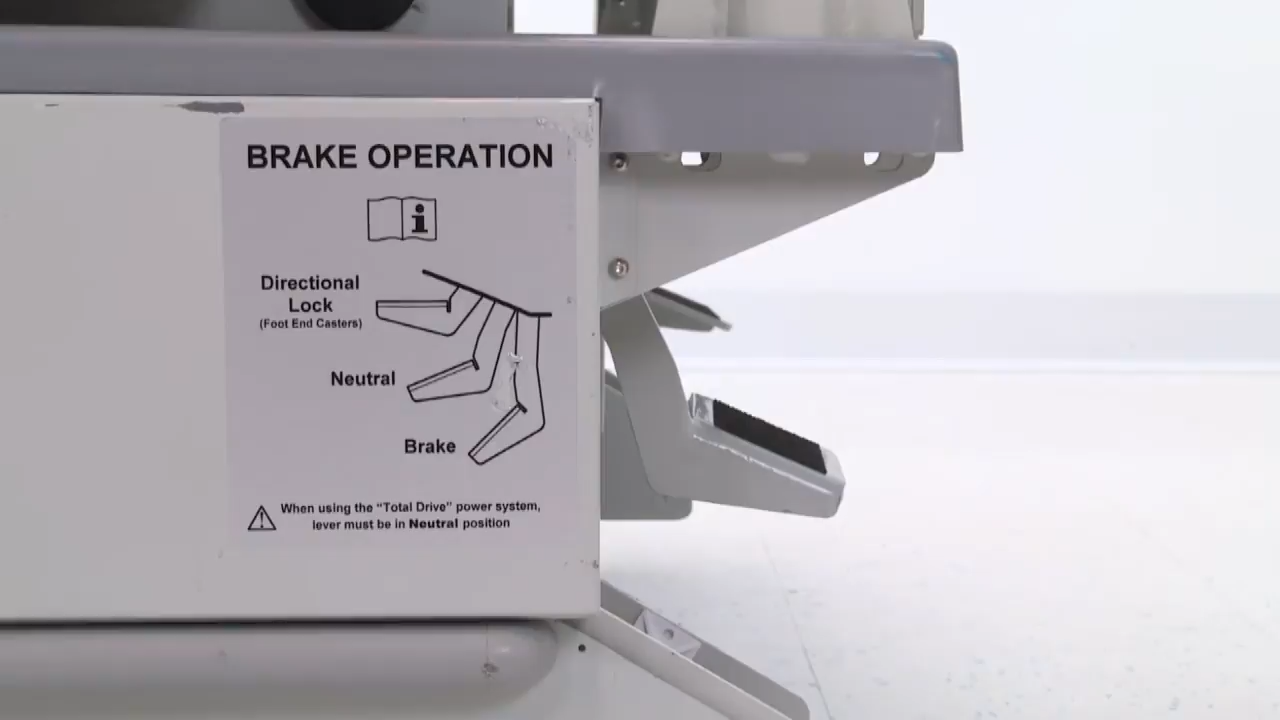 BRAKE OPERATION
i
Directional
Lock
(Foot End Casters)
Neutral
Brake
When using the “Total Drive” power system,
lever must be in Neutral position